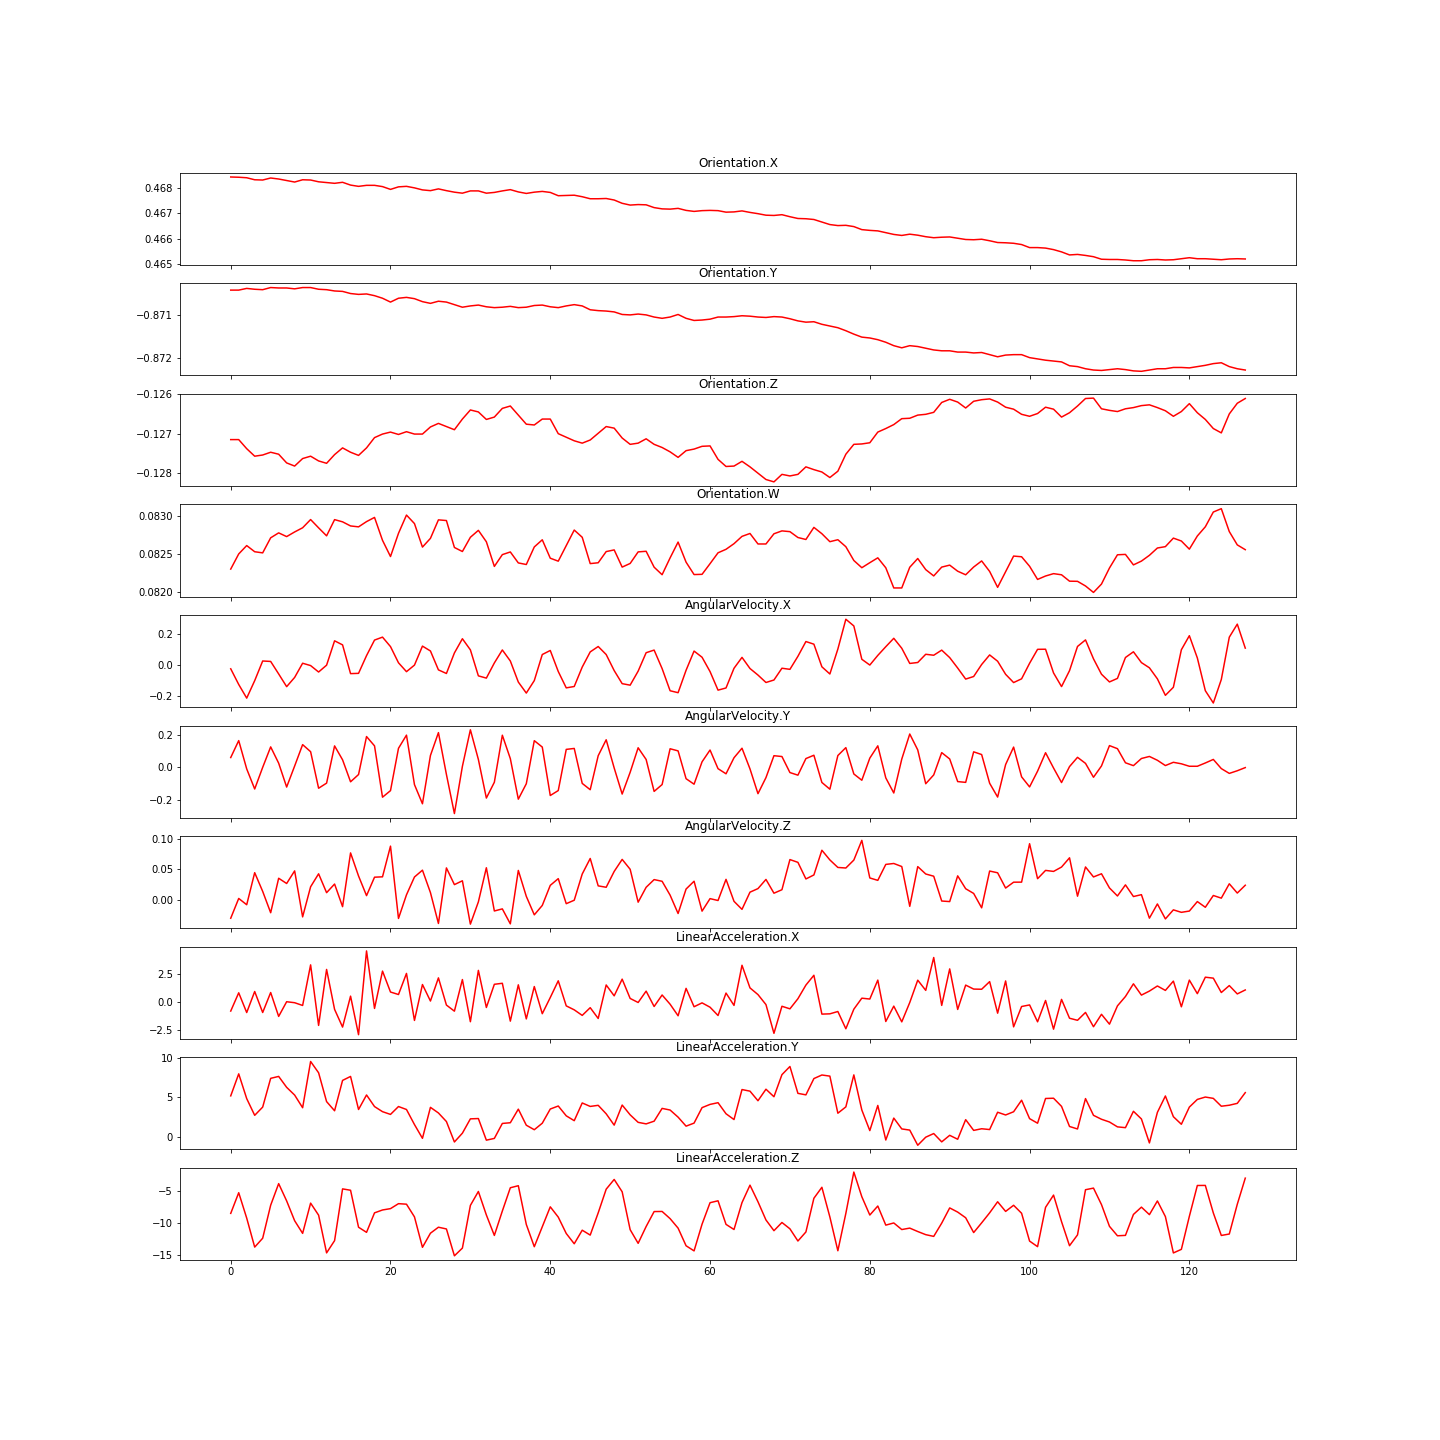 Orientation.X
0.468
0.467
0.466
0.465
Orientation.Y
−0.871
−0.872
Orientation.Z
−0.126
−0.127
−0.128
Orientation.W
0.0830
0.0825
0.0820
AngularVelocity.X
0.2
0.0
−0.2
AngularVelocity.Y
0.2
0.0
−0.2
AngularVelocity.Z
0.10
0.05
0.00
LinearAcceleration.X
2.5
0.0
−2.5
LinearAcceleration.Y
10
5
0
LinearAcceleration.Z
−5
−10
−15
0 20 40 60 80 100 120